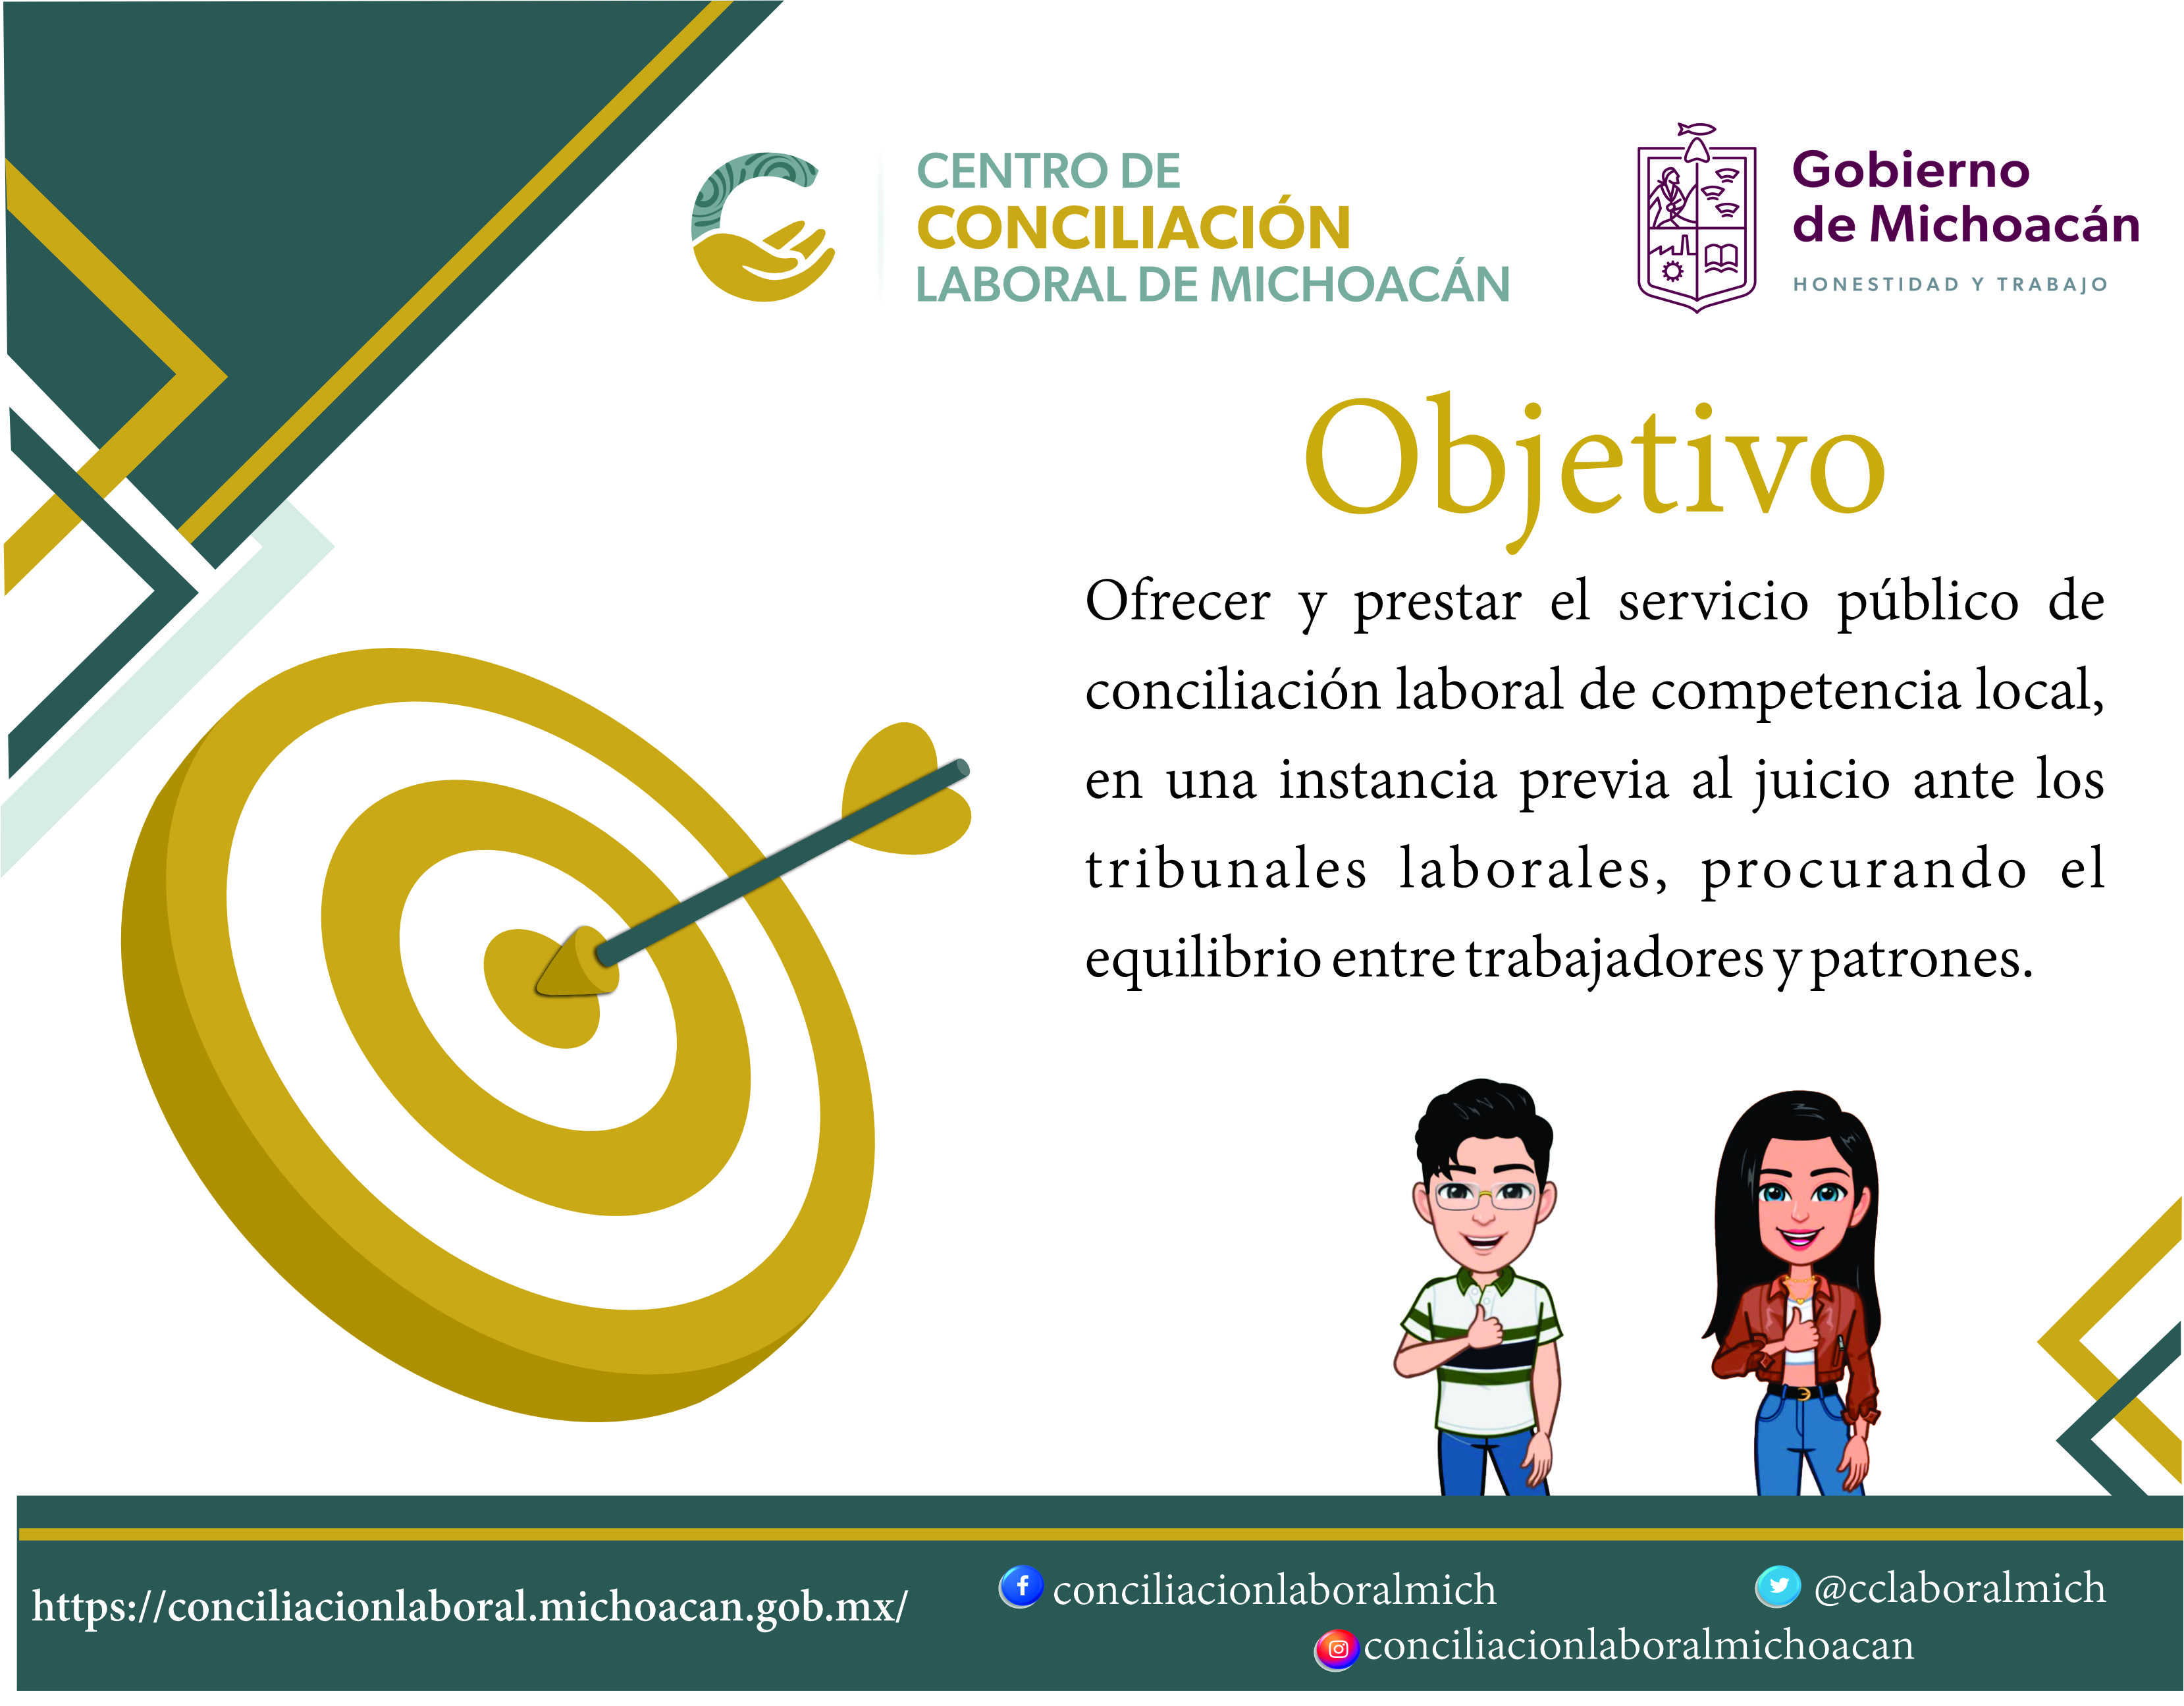 CENTRO DE
CONCILIACIÓN
LABORAL DE MICHOACÁN
Gobierno
de Michoacán
HONESTIDAD Y TRABAJO
Objetivo
Ofrecer y prestar el servicio público de
conciliación laboral de competencia local,
en una instancia previa al juicio ante los
tribunales laborales, procurando el
equilibrio entre trabajadores y patrones.
https://conciliacionlaboral.michoacan.gob.mx/
conciliacionlaboralmich
@cclaboralmich
conciliacionlaboralmichoacan